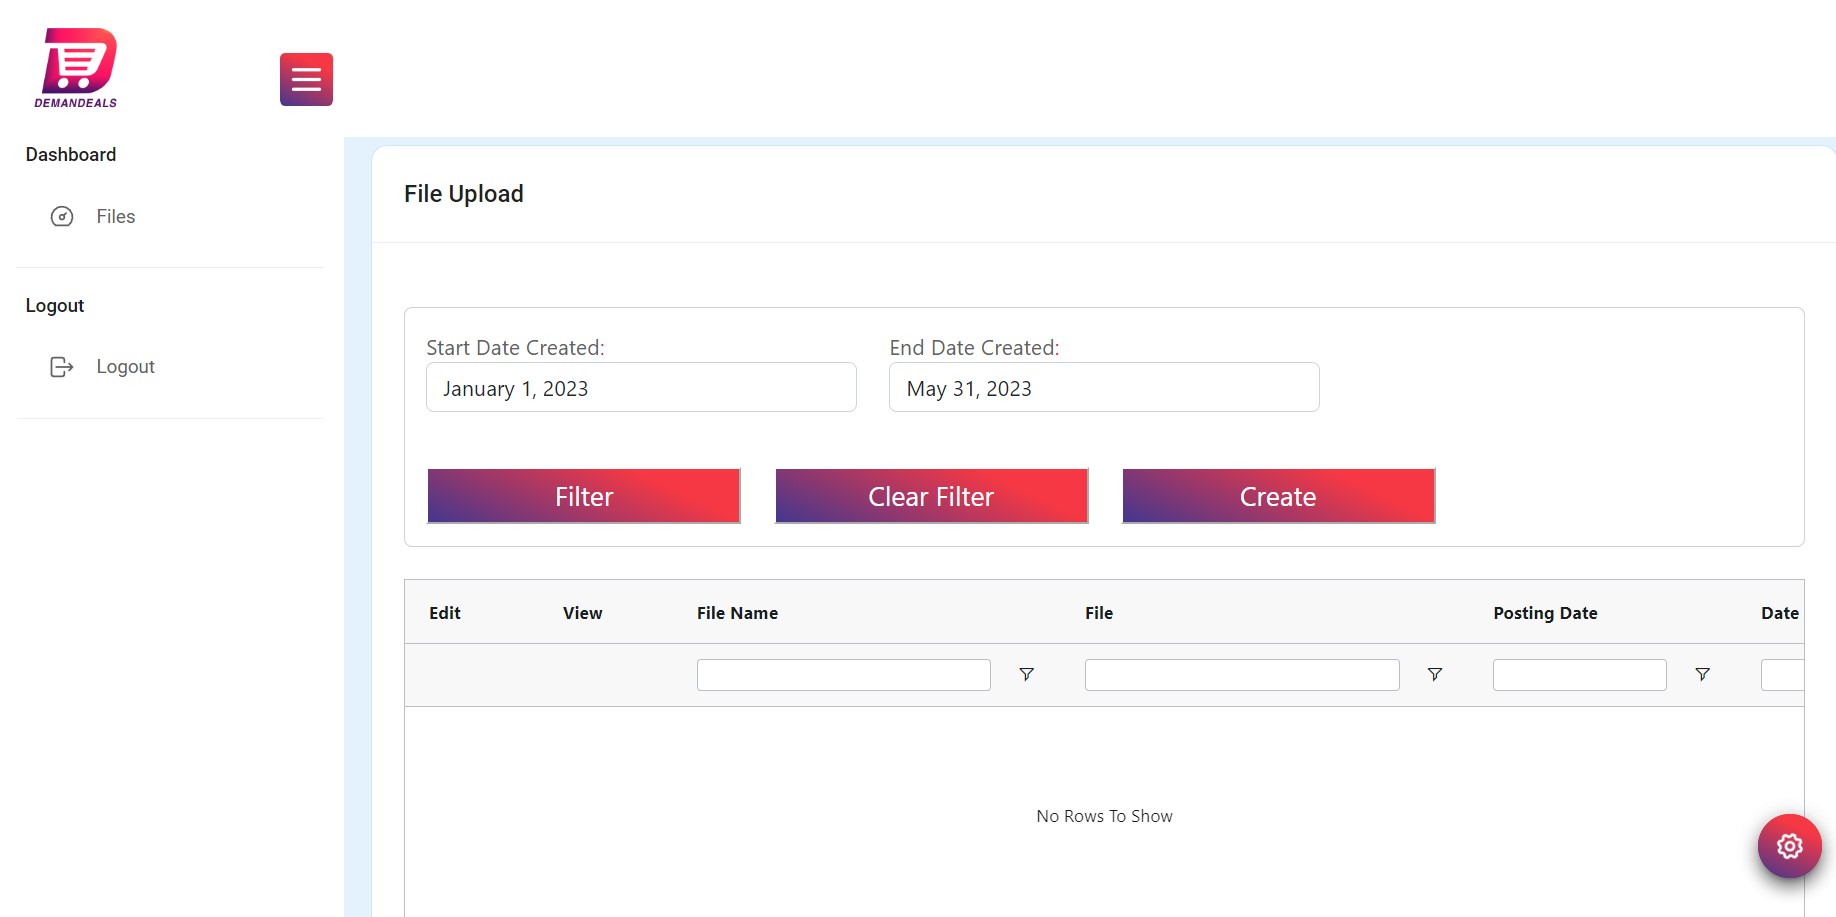 DEMANDEALS
Dashboard
Files
Logout
Logout
File Upload
Start Date Created:
End Date Created:
January 1, 2023
May 31, 2023
Filter
Clear Filter
Create
Edit
View
File Name
File
Posting Date
Date
No Rows To Show